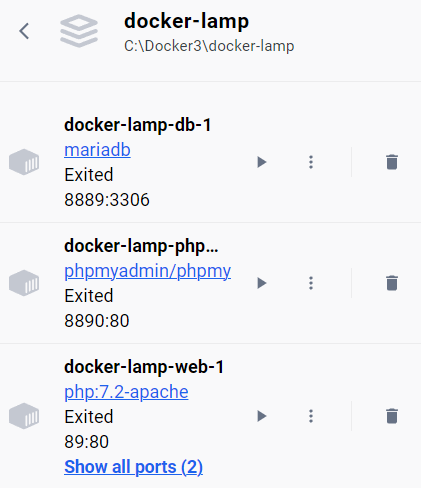 docker-lamp
C:\Docker3\docker-lamp
docker-lamp-db-1
mariadb
Exited
8889:3306
docker-lamp-php...
phpmyadmin/phpmy
Exited
8890:80
docker-lamp-web-1
php:7.2-apache
Exited
89:80
Show all ports (2)